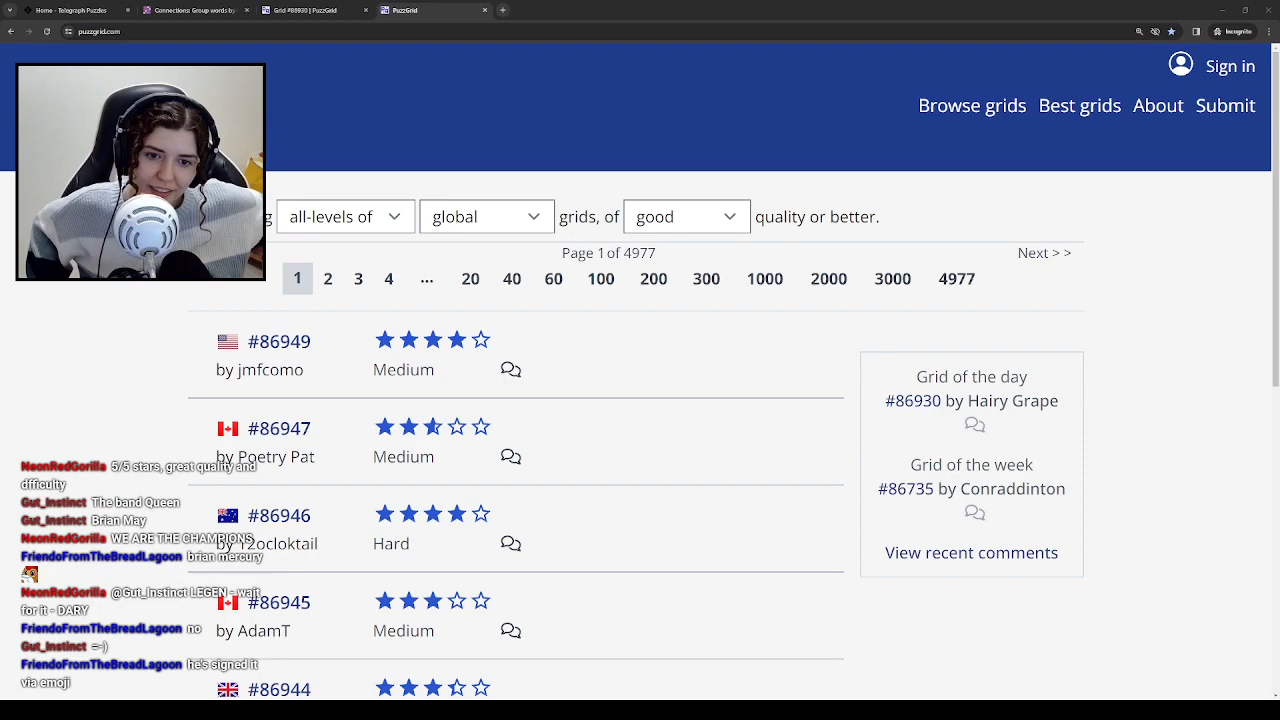 Home - Telegraph Puzzles
Connections: Group words by
Grid #86930 | PuzzGrid
PuzzGrid
puzzgrid.com
Incognito
Sign in
Browse grids Best grids About Submit
all-levels of global grids, of good quality or better.
Page 1 of 4977
Next > >
1 2 3 4 ... 20 40 60 100 200 300 1000 2000 3000 4977
#86949
by jmfcomo Medium
#86947
by Poetry Pat Medium
#86946
by 12ocloktail Hard
#86945
by AdamT Medium
#86944
Grid of the day
#86930 by Hairy Grape
Grid of the week
#86735 by Conraddinton
View recent comments
NeonRedGorilla 5/5 stars, great quality and
dfficulty
Gut_Instinct The band Queen
Gut_Instinct Brian May
NeonRedGorilla WE ARE THE CHAMPIONS
FriendoFromTheBreadLagoon brian mercury
NeonRedGorilla @Gut_Instinct LEGEN - wait
for it - DARY
FriendoFromTheBreadLagoon no
Gut_Instinct =-)
FriendoFromTheBreadLagoon he's signed it
via emoji